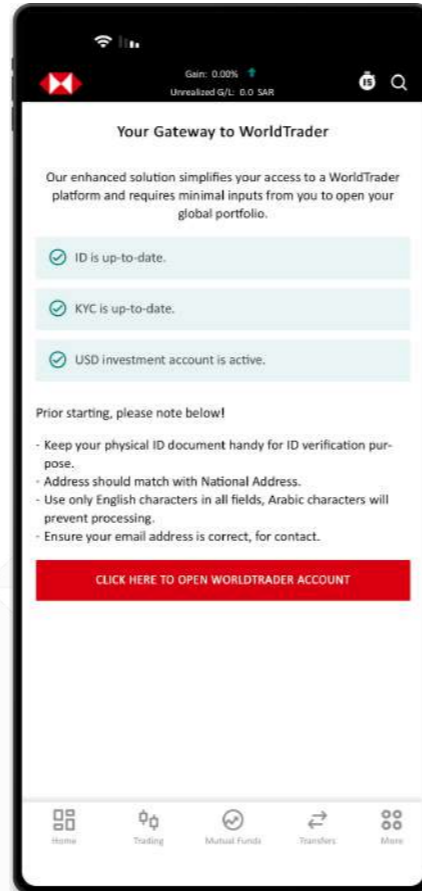 Gain: 0.00%
Unrealized G/L: 0.0 SAR
15
Your Gateway to WorldTrader
Our enhanced solution simplifies your access to a WorldTrader
platform and requires minimal inputs from you to open your
global portfolio.
ID is up-to-date.
KYC is up-to-date.
USD investment account is active.
Prior starting, please note below!
- Keep your physical ID document handy for ID verification pur-
pose.
- Address should match with National Address.
- Use only English characters in all fields, Arabic characters will
prevent processing.
- Ensure your email address is correct, for contact.
CLICK HERE TO OPEN WORLDTRADER ACCOUNT
Home Trading Mutual Funds Transfers More